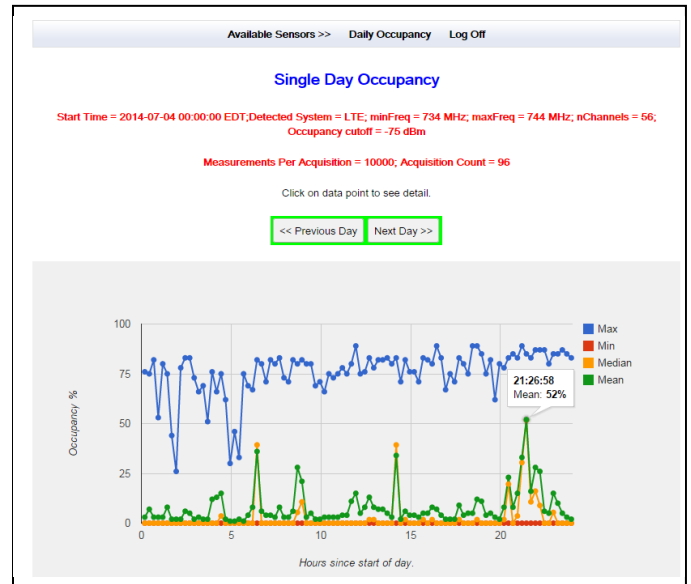 Available Sensors >> Daily Occupancy Log Off
Single Day Occupancy
Start Time = 2014-07-04 00:00:00 EDT;Detected System = LTE; minFreq = 734 MHz; maxFreq = 744 MHz; nChannels = 56;
Occupancy cutoff = -75 dBm
Measurements Per Acquisition = 10000; Acquisition Count = 96
Click on data point to see detail.
<< Previous Day Next Day >>
Occupancy %
100
75
50
25
0
0 5 10 15 20
Hours since start of day.
21:26:58
Mean: 52%
Max
Min
Median
Mean